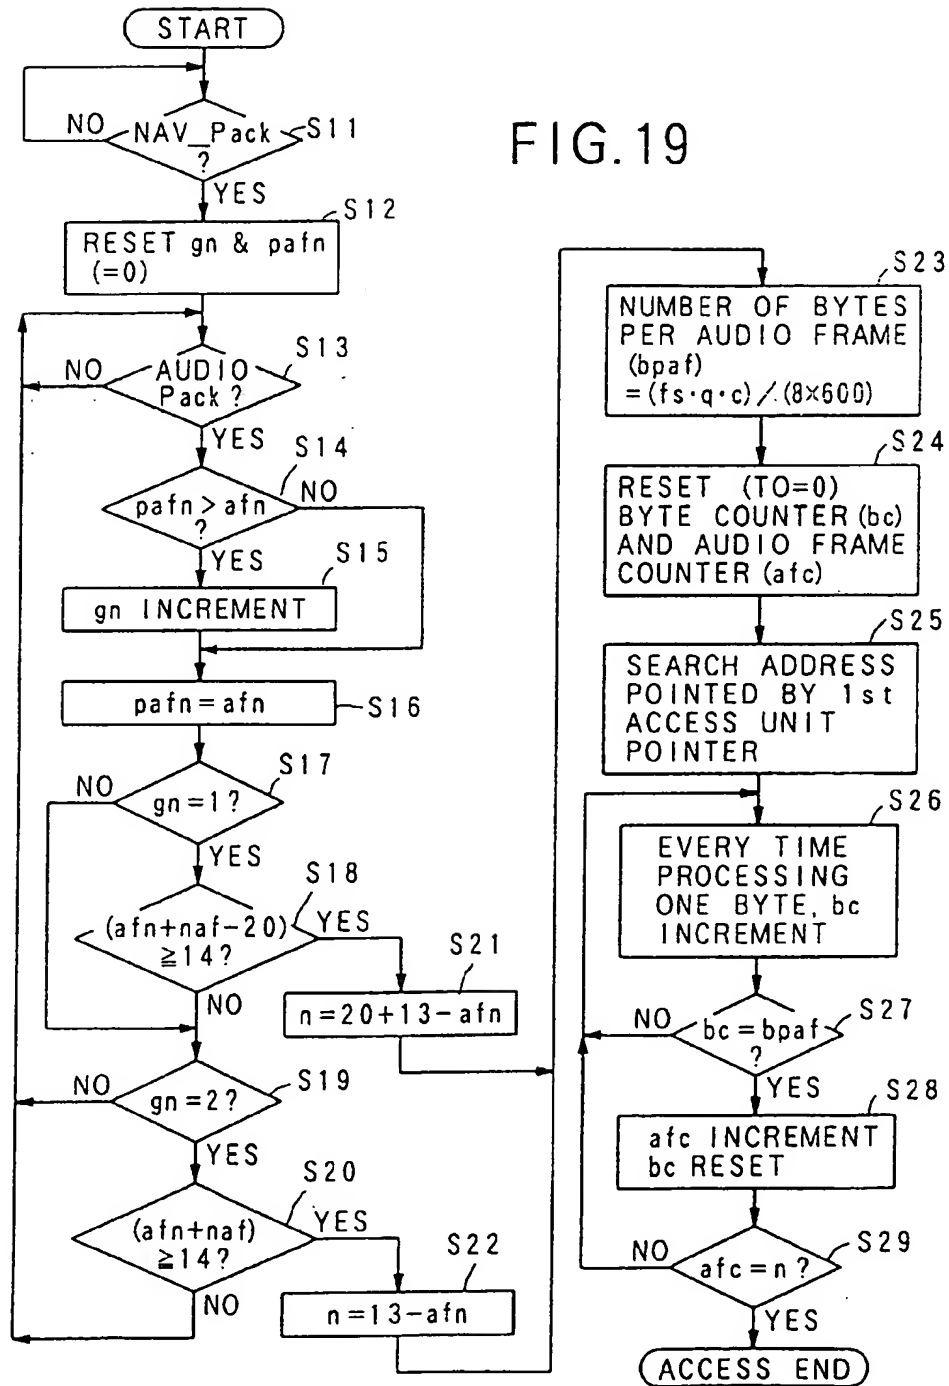 FIG.19
START
NAV_Pack
?
S11
NO
YES
S12
RESET gn & pafn
(=0)
S13
AUDIO
Pack?
NO
YES
S14
pafn>afn
?
NO
YES
S15
gn INCREMENT
pafn=afn
S16
S17
gn=1?
NO
YES
S18
(afn+naf-20)
≧14?
YES
NO
S21
n=20+13-afn
S19
gn=2?
NO
YES
S20
(afn+naf)
≧14?
YES
NO
S22
n=13-afn
S23
NUMBER OF BYTES
PER AUDIO FRAME
(bpaf)
=(fs·q·c)/(8×600)
S24
RESET (TO=0)
BYTE COUNTER(bc)
AND AUDIO FRAME
COUNTER(afc)
S25
SEARCH ADDRESS
POINTED BY 1st
ACCESS UNIT
POINTER
S26
EVERY TIME
PROCESSING
ONE BYTE, bc
INCREMENT
S27
bc=bpaf
?
NO
YES
S28
afc INCREMENT
bc RESET
S29
afc=n?
NO
YES
ACCESS END